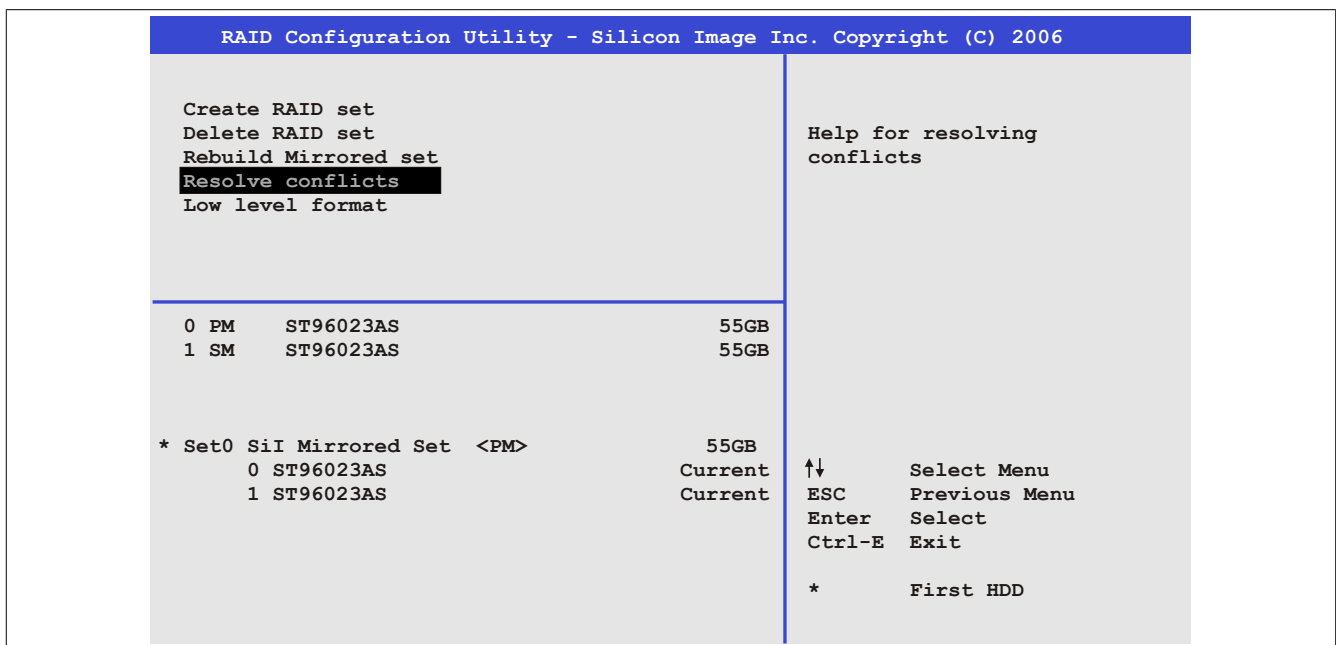 RAID Configuration Utility - Silicon Image Inc. Copyright (C) 2006
Create RAID set
Delete RAID set
Rebuild Mirrored set
Resolve conflicts
Low level format
Help for resolving
conflicts
0 PM ST96023AS 55GB
1 SM ST96023AS 55GB
* Set0 SiI Mirrored Set <PM> 55GB
0 ST96023AS Current
1 ST96023AS Current
↑↓ Select Menu
ESC Previous Menu
Enter Select
Ctrl-E Exit
* First HDD